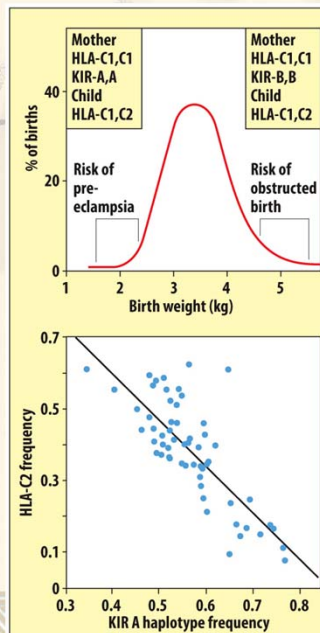 Mother
HLA-C1,C1
KIR-A,A
Child
HLA-C1,C2
Mother
HLA-C1,C1
KIR-B,B
Child
HLA-C1,C2
% of births
40
20
0
Risk of
pre-
eclampsia
Risk of
obstructed
birth
1 2 3 4 5
Birth weight (kg)
HLA-C2 frequency
0.7
0.5
0.3
0.1
0
0.3 0.4 0.5 0.6 0.7 0.8
KIR A haplotype frequency